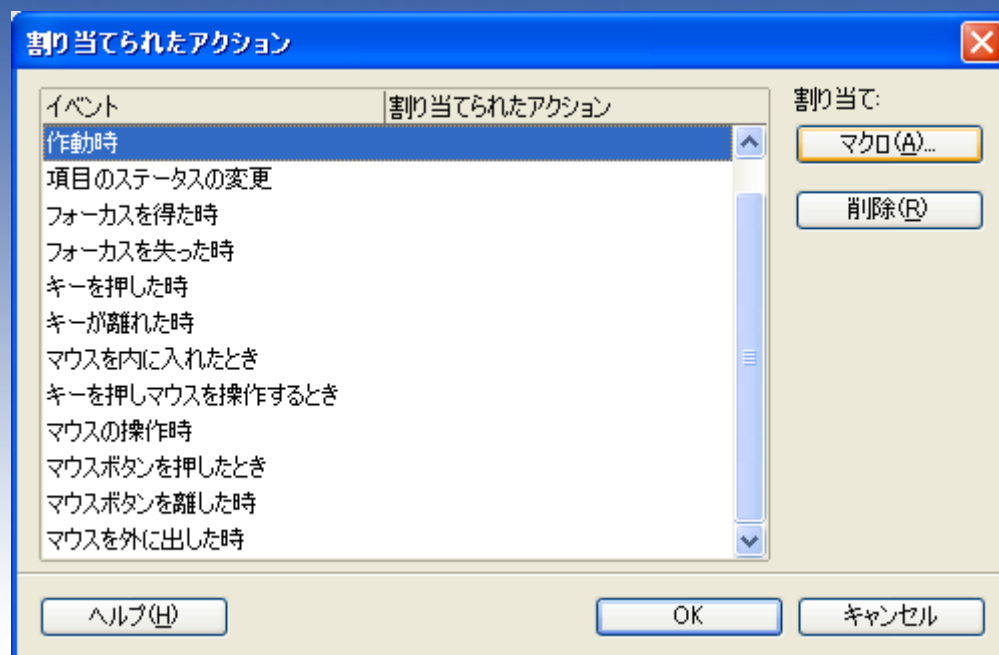 割り当てられたアクション
イベント 割り当てられたアクション
割り当て:
作動時
マクロ(A)...
項目のステータスの変更
フォーカスを得た時
削除(R)
フォーカスを失った時
キーを押した時
キーが離れた時
マウスを内に入れたとき
キーを押しマウスを操作するとき
マウスの操作時
マウスボタンを押したとき
マウスボタンを離した時
マウスを外に出した時
ヘルプ(H) OK キャンセル